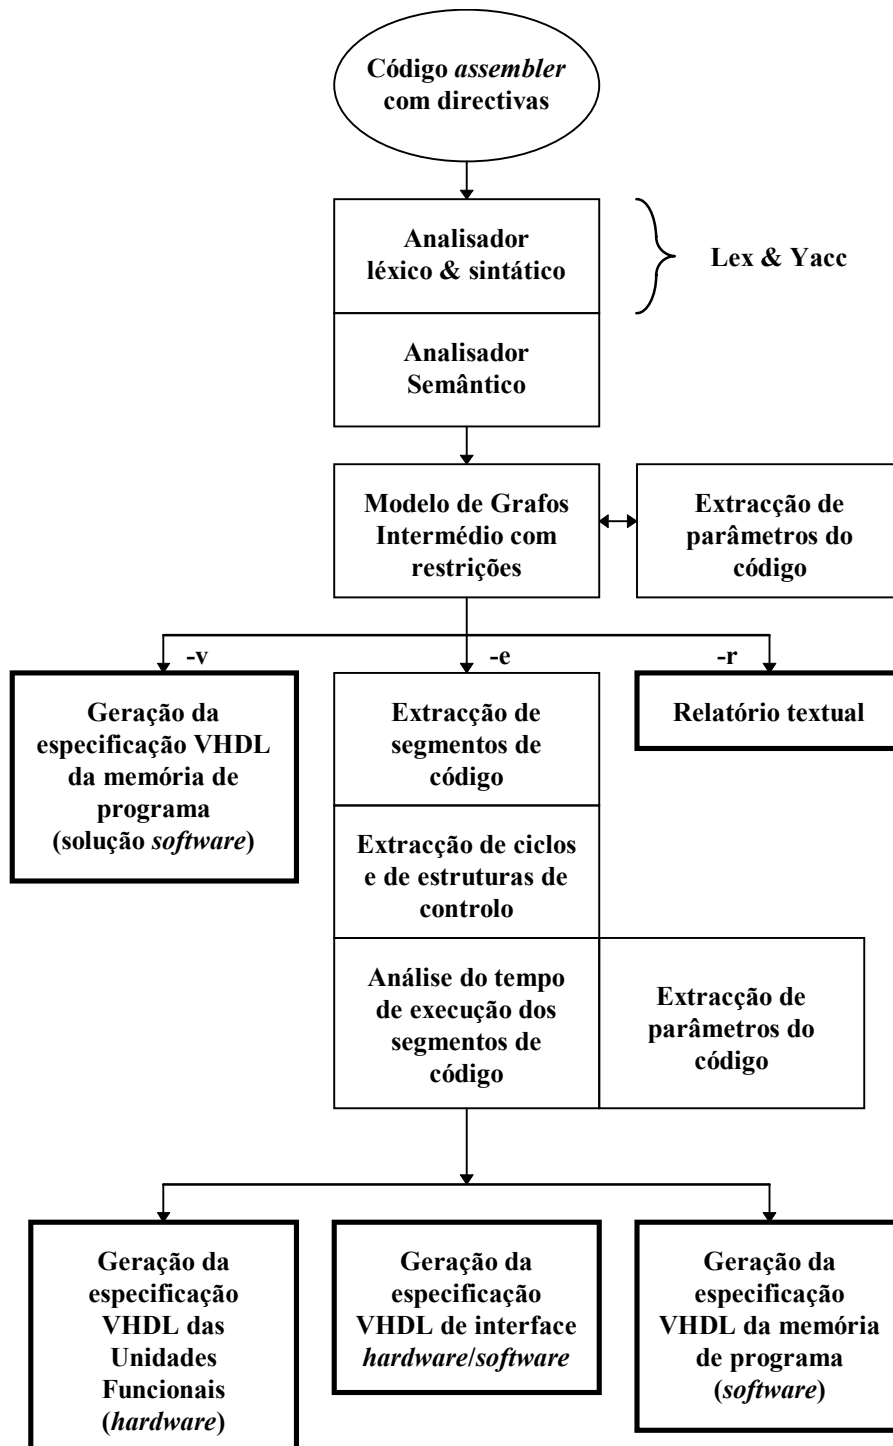 Código assembler
com directivas
Analisador
léxico & sintático
Lex & Yacc
Analisador
Semântico
Modelo de Grafos
Intermédio com
restrições
Extracção de
parâmetros do
código
-v
-e
-r
Geração da
especificação VHDL
da memória de
programa
(solução software)
Extracção de
segmentos de
código
Relatório textual
Extracção de ciclos
e de estruturas de
controlo
Análise do tempo
de execução dos
segmentos de
código
Extracção de
parâmetros do
código
Geração da
especificação
VHDL das
Unidades
Funcionais
(hardware)
Geração da
especificação
VHDL de interface
hardware/software
Geração da
especificação
VHDL da memória
de programa
(software)